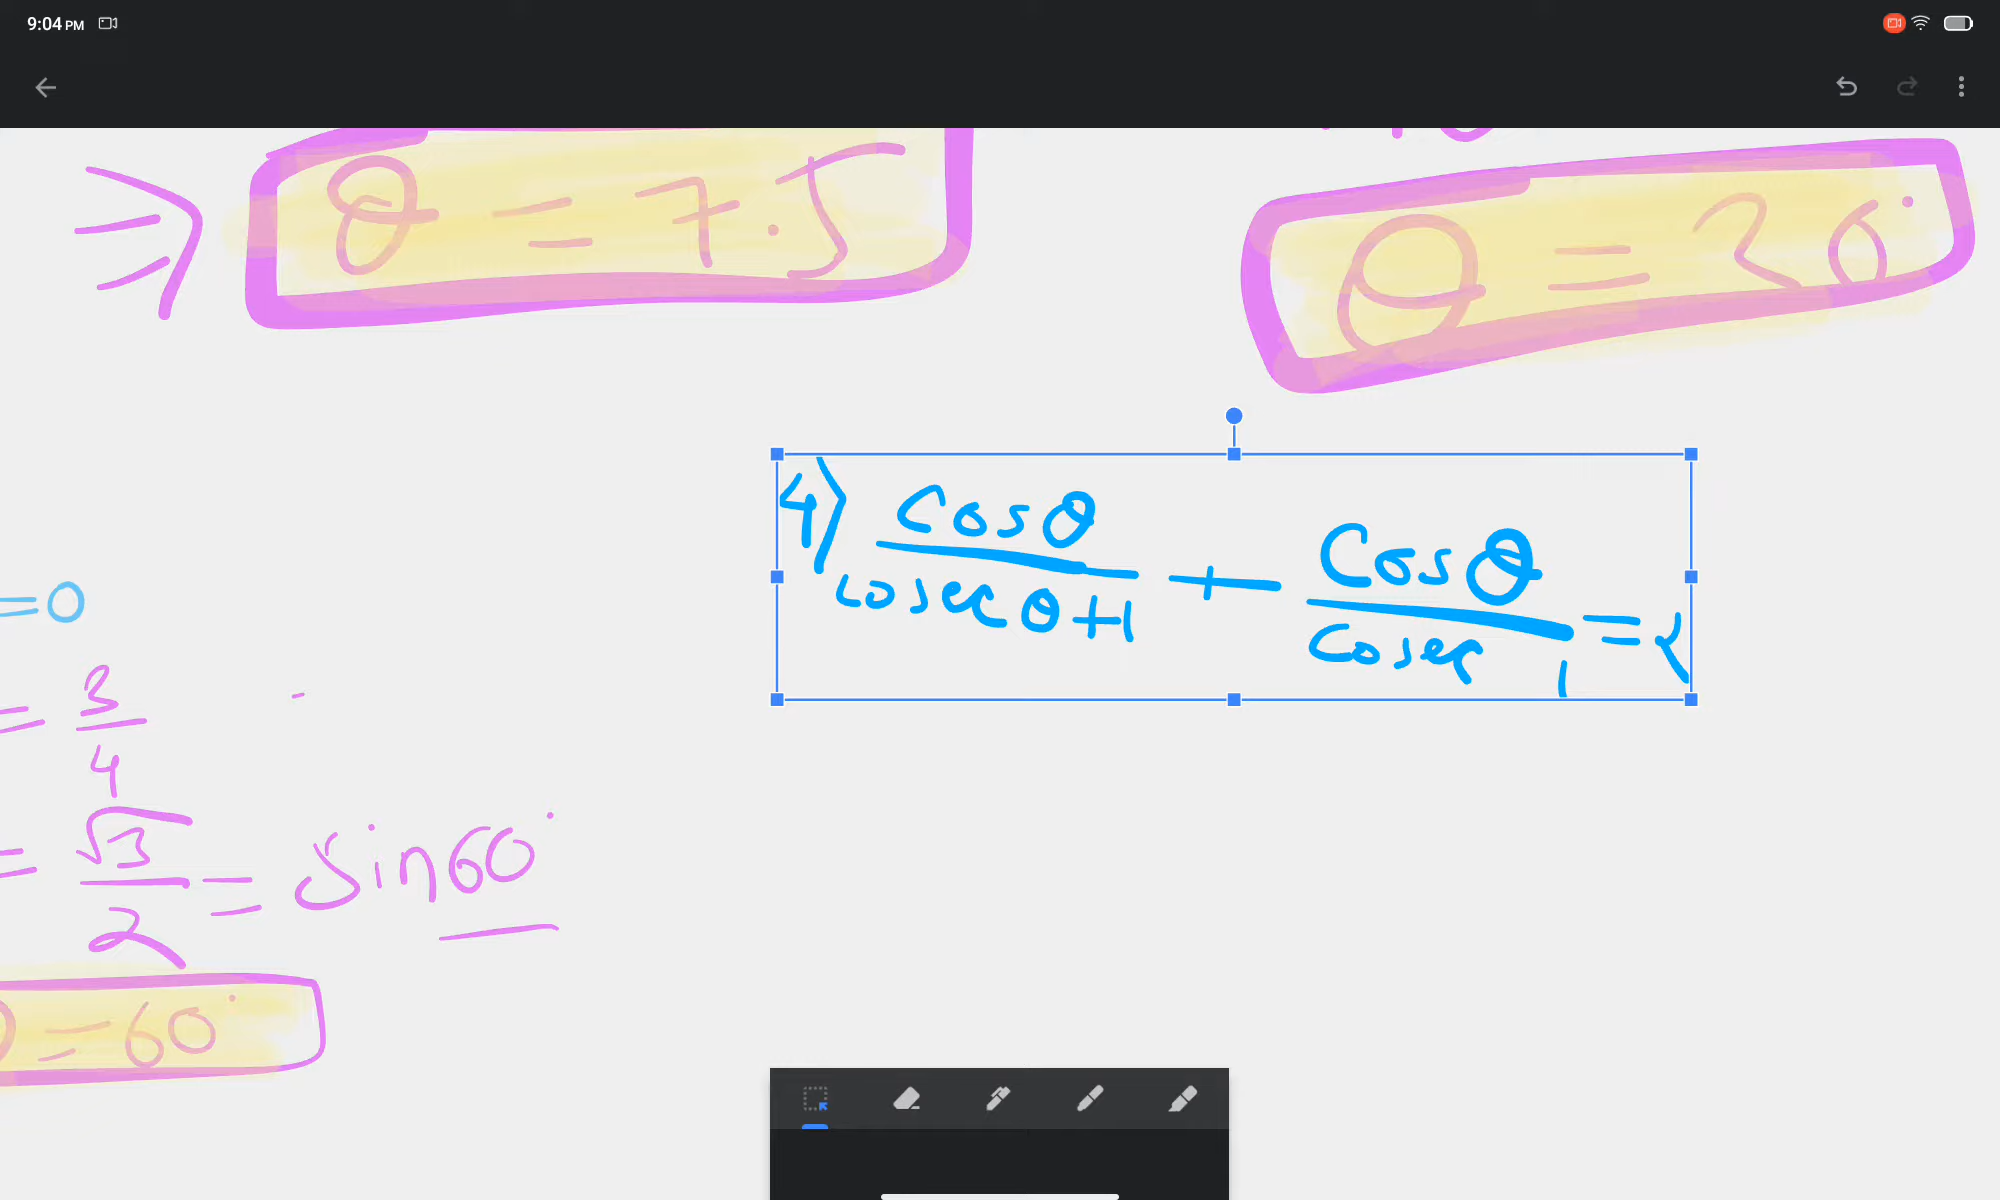 9:04 PM
θ = 7.5
θ = 30°
4) Cosθ / cosecθ+1 + Cosθ / Cosec 1 = 2
=0
= 3/4
= √3/2 = Sin60°
= 60°